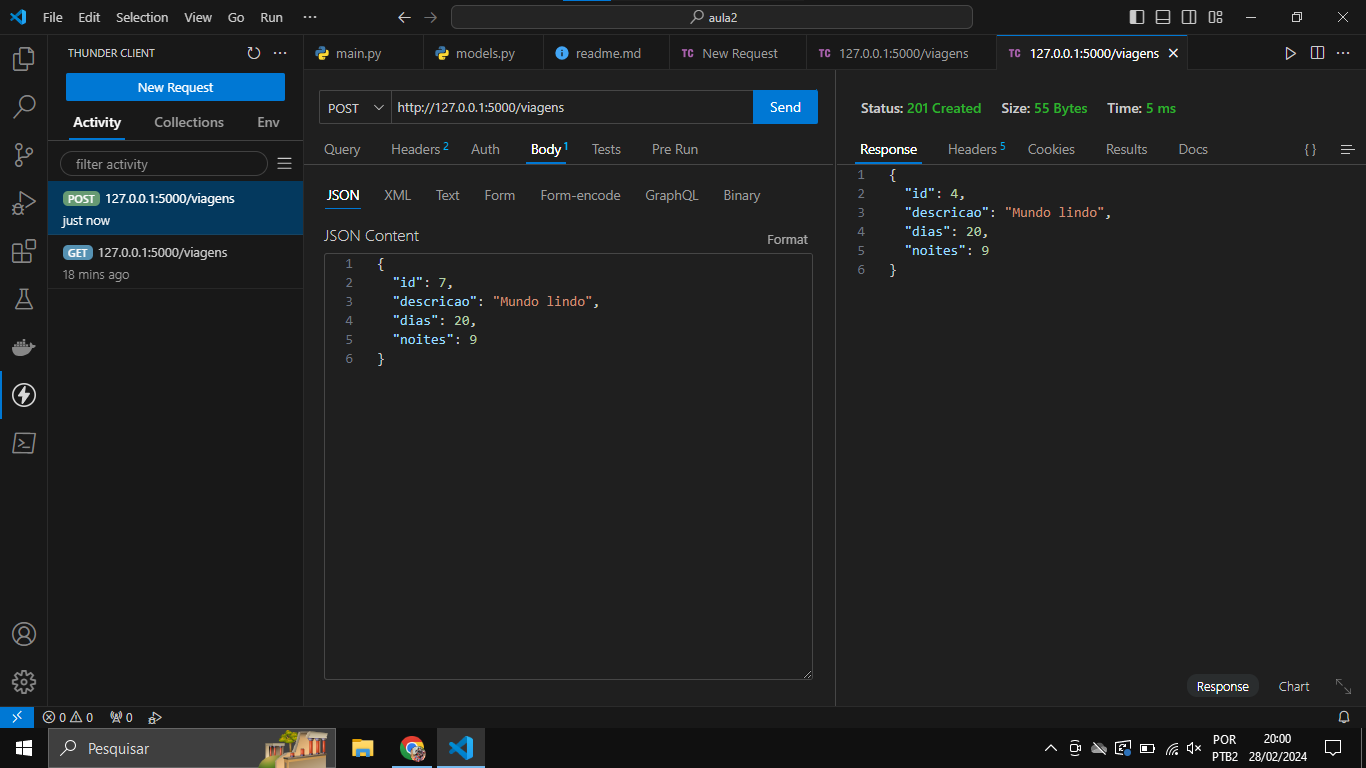 File Edit Selection View Go Run ··· aula2
THUNDER CLIENT ···
main.py models.py readme.md TC New Request TC 127.0.0.1:5000/viagens TC 127.0.0.1:5000/viagens ···
New Request
Activity Collections Env
filter activity
POST 127.0.0.1:5000/viagens
just now
GET 127.0.0.1:5000/viagens
18 mins ago
POST http://127.0.0.1:5000/viagens Send
Query Headers 2 Auth Body 1 Tests Pre Run
JSON XML Text Form Form-encode GraphQL Binary
JSON Content Format
1 {
2 "id": 7,
3 "descricao": "Mundo lindo",
4 "dias": 20,
5 "noites": 9
6 }
Status: 201 Created Size: 55 Bytes Time: 5 ms
Response Headers 5 Cookies Results Docs { }
1 {
2 "id": 4,
3 "descricao": "Mundo lindo",
4 "dias": 20,
5 "noites": 9
6 }
Response Chart
0 0 0
Pesquisar
POR
PTB2
20:00
28/02/2024